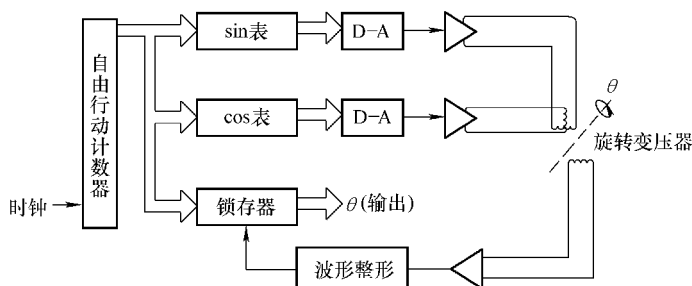 sin表
D-A
自由行动计数器
θ
cos表
D-A
旋转变压器
时钟
锁存器
θ(输出)
波形整形